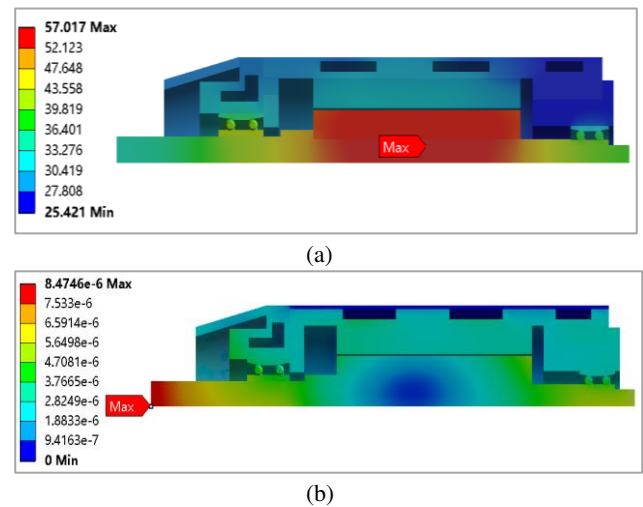 57.017 Max
52.123
47.648
43.558
39.819
36.401
33.276
30.419
27.808
25.421 Min
Max
(a)
8.4746e-6 Max
7.533e-6
6.5914e-6
5.6498e-6
4.7081e-6
3.7665e-6
2.8249e-6
1.8833e-6
9.4163e-7
0 Min
Max
(b)